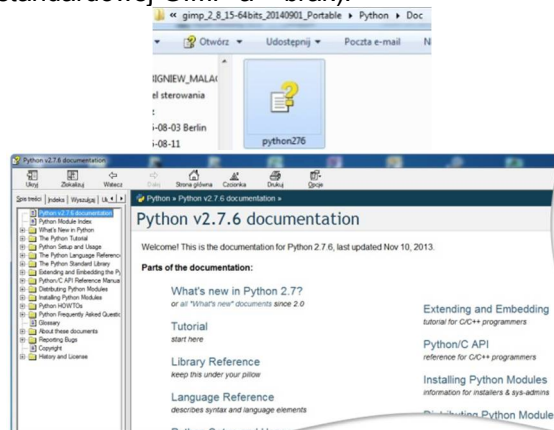 standardowej GIMP-a - brak).
« gimp_2_8_15-64bits_20140901_Portable ▸ Python ▸ Doc
Otwórz Udostępnij Poczta e-mail N
ZBIGNIEW_MALA
el sterowania
5-08-03 Berlin
5-08-11
python276
Python v2.7.6 documentation
Ukryj Zlokalizuj Wstecz Dalej Strona główna Czcionka Drukuj Opcje
Spis treści Indeks Wyszukaj Ul
Python » Python v2.7.6 documentation »
Python v2.7.6 documentation
Python Module Index
What's New in Python
The Python Tutorial
Python Setup and Usage
The Python Language Reference
The Python Standard Library
Extending and Embedding the Py
Python/C API Reference Manual
Distributing Python Modules
Installing Python Modules
Python HOWTOs
Python Frequently Asked Questic
Glossary
About these documents
Reporting Bugs
Copyright
History and License
Python v2.7.6 documentation
Welcome! This is the documentation for Python 2.7.6, last updated Nov 10, 2013.
Parts of the documentation:
What's new in Python 2.7?
or all "What's new" documents since 2.0
Tutorial
start here
Library Reference
keep this under your pillow
Language Reference
describes syntax and language elements
Extending and Embedding
tutorial for C/C++ programmers
Python/C API
reference for C/C++ programmers
Installing Python Modules
information for installers & sys-admins
Distributing Python Module